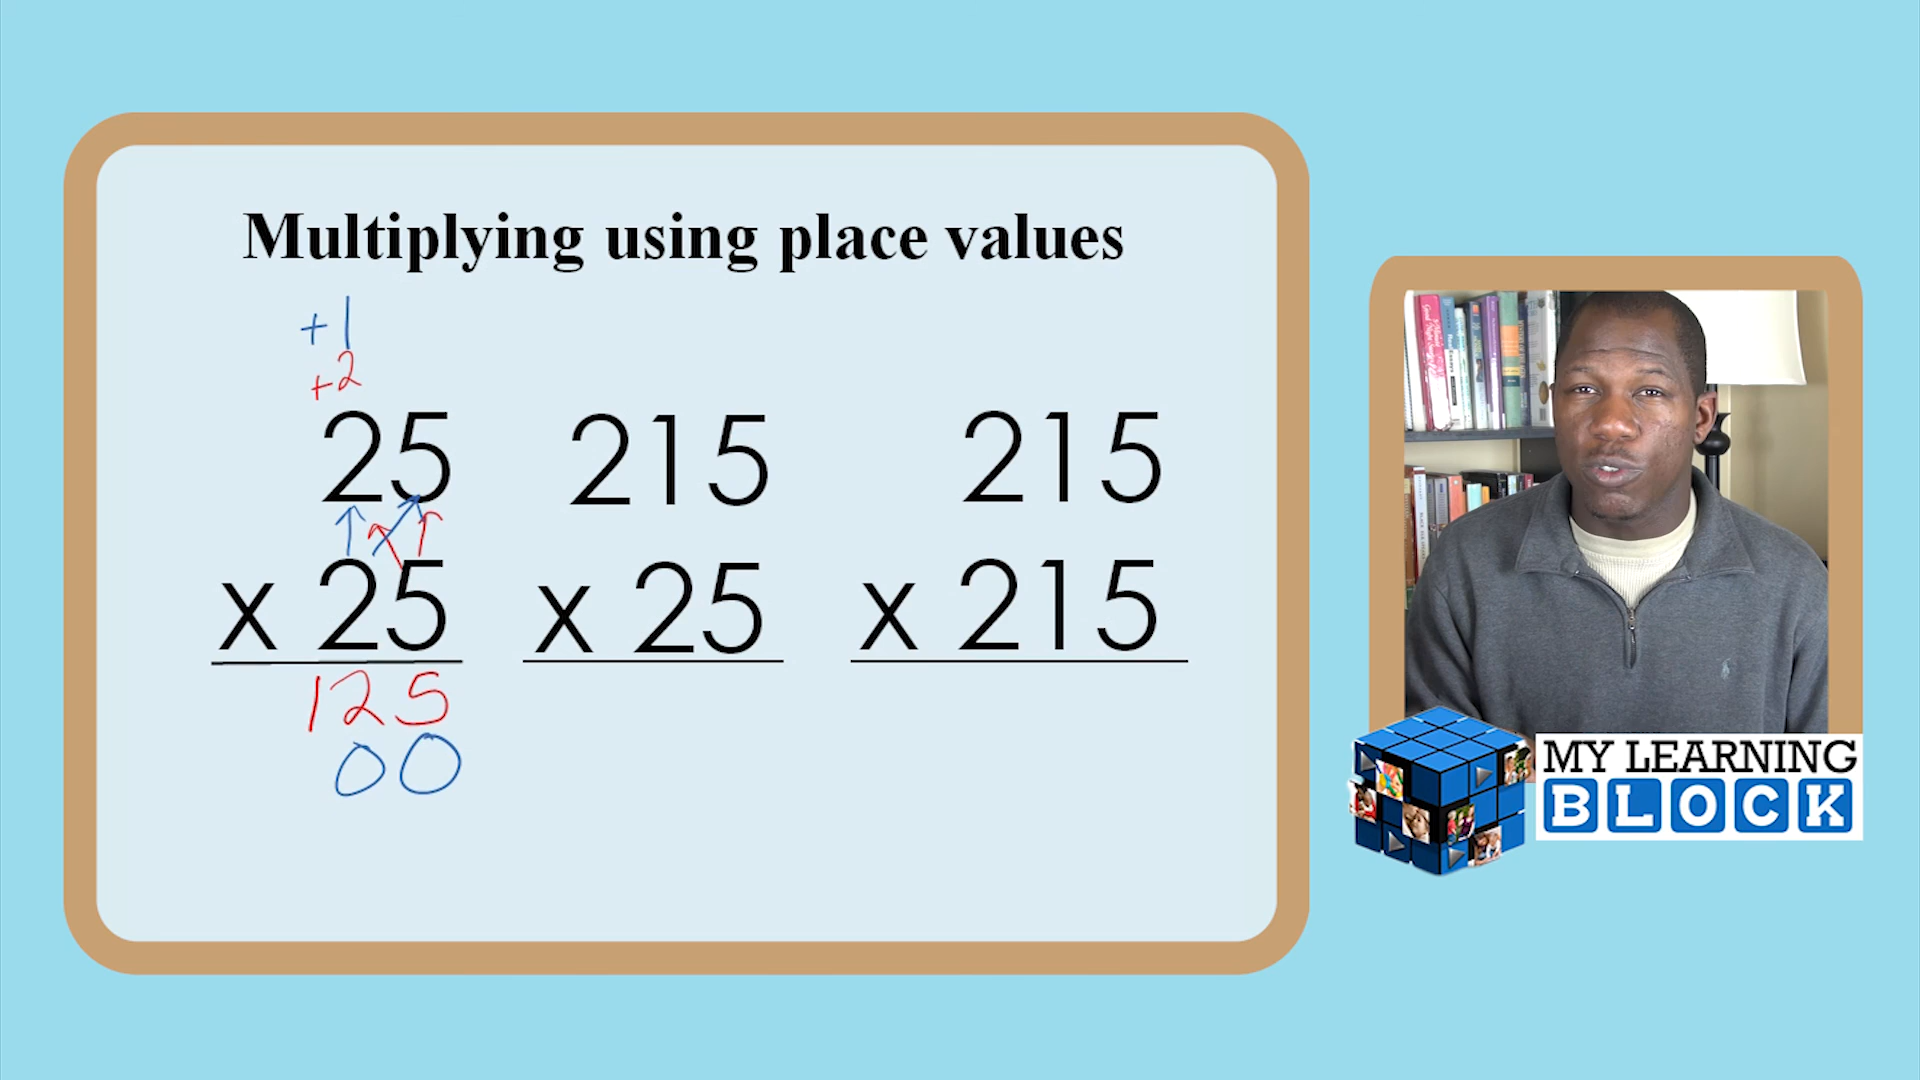 Multiplying using place values
+1
+2
25
x 25
125
00
215
x 25
215
x 215
MY LEARNING
BLOCK